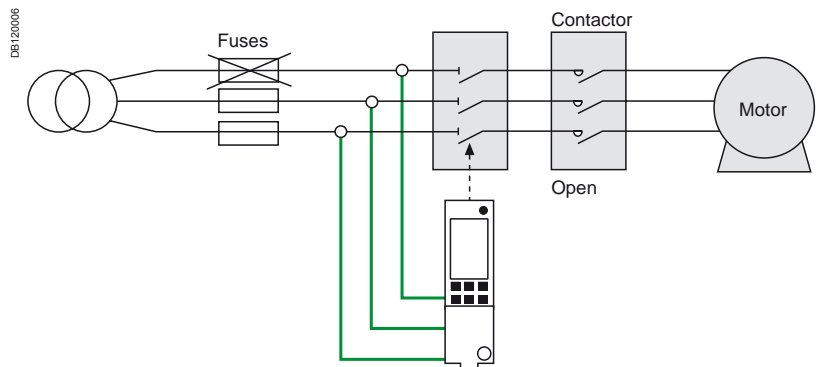 DB120006
Fuses
Contactor
Motor
Open